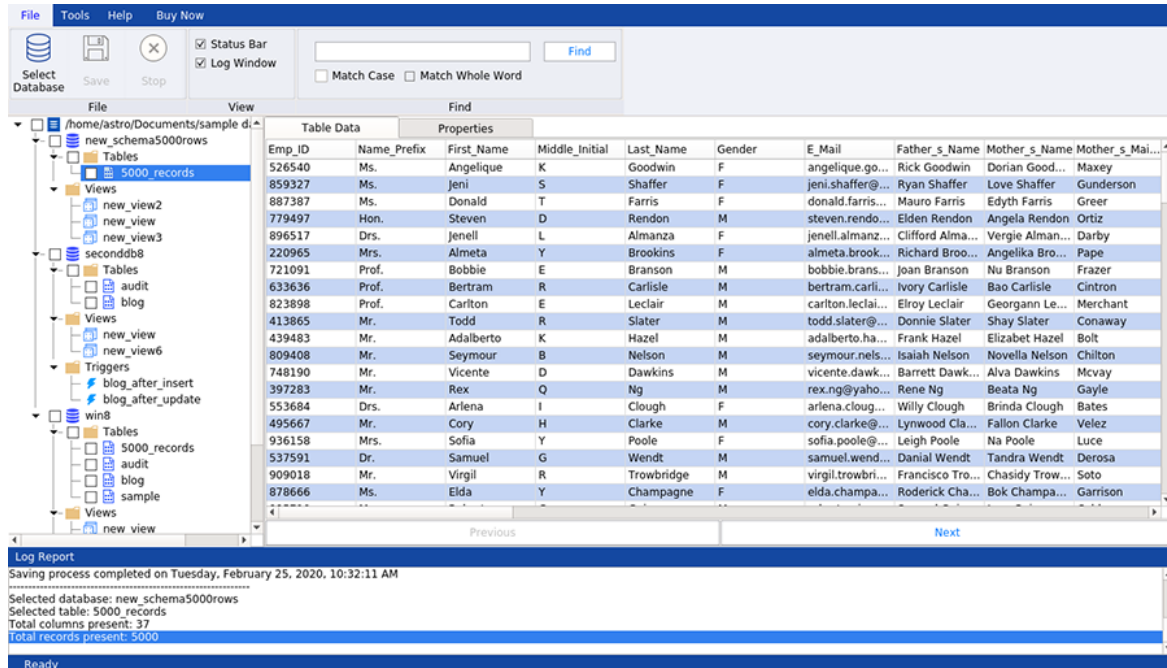 File Tools Help Buy Now
Select Database
Save
Stop
File
Status Bar
Log Window
View
Find
Match Case Match Whole Word
Find
/home/astro/Documents/sample d
new_schema5000rows
Tables
5000_records
Views
new_view2
new_view
new_view3
seconddb8
Tables
audit
blog
Views
new_view
new_view6
Triggers
blog_after_insert
blog_after_update
win8
Tables
5000_records
audit
blog
sample
Views
new_view
Table Data Properties
Emp_ID Name_Prefix First_Name Middle_Initial Last_Name Gender E_Mail Father_s_Name Mother_s_Name Mother_s_Mai...
526540 Ms. Angelique K Goodwin F angelique.go... Rick Goodwin Dorian Good... Maxey
859327 Ms. Jeni S Shaffer F jeni.shaffer@... Ryan Shaffer Love Shaffer Gunderson
887387 Ms. Donald T Farris F donald.farris... Mauro Farris Edyth Farris Greer
779497 Hon. Steven D Rendon M steven.rendo... Elden Rendon Angela Rendon Ortiz
896517 Drs. Jenell L Almanza F jenell.almanz... Clifford Alma... Vergie Alman... Darby
220965 Mrs. Almeta Y Brookins F almeta.brook... Richard Broo... Angelika Bro... Pape
721091 Prof. Bobbie E Branson M bobbie.brans... Joan Branson Nu Branson Frazer
633636 Prof. Bertram R Carlisle M bertram.carli... Ivory Carlisle Bao Carlisle Cintron
823898 Prof. Carlton E Leclair M carlton.leclai... Elroy Leclair Georgann Le... Merchant
413865 Mr. Todd R Slater M todd.slater@... Donnie Slater Shay Slater Conaway
439483 Mr. Adalberto K Hazel M adalberto.ha... Frank Hazel Elizabet Hazel Bolt
809408 Mr. Seymour B Nelson M seymour.nels... Isaiah Nelson Novella Nelson Chilton
748190 Mr. Vicente D Dawkins M vicente.dawk... Barrett Dawk... Alva Dawkins Mcvay
397283 Mr. Rex Q Ng M rex.ng@yaho... Rene Ng Beata Ng Gayle
553684 Drs. Arlena I Clough F arlena.cloug... Willy Clough Brinda Clough Bates
495667 Mr. Cory H Clarke M cory.clarke@... Lynwood Cla... Fallon Clarke Velez
936158 Mrs. Sofia Y Poole F sofia.poole@... Leigh Poole Na Poole Luce
537591 Dr. Samuel G Wendt M samuel.wend... Danial Wendt Tandra Wendt Derosa
909018 Mr. Virgil R Trowbridge M virgil.trowbri... Francisco Tro... Chasidy Trow... Soto
878666 Ms. Elda Y Champagne F elda.champa... Roderick Cha... Bok Champa... Garrison
Previous Next
Log Report
Saving process completed on Tuesday, February 25, 2020, 10:32:11 AM
Selected database: new_schema5000rows
Selected table: 5000_records
Total columns present: 37
Total records present: 5000
Ready